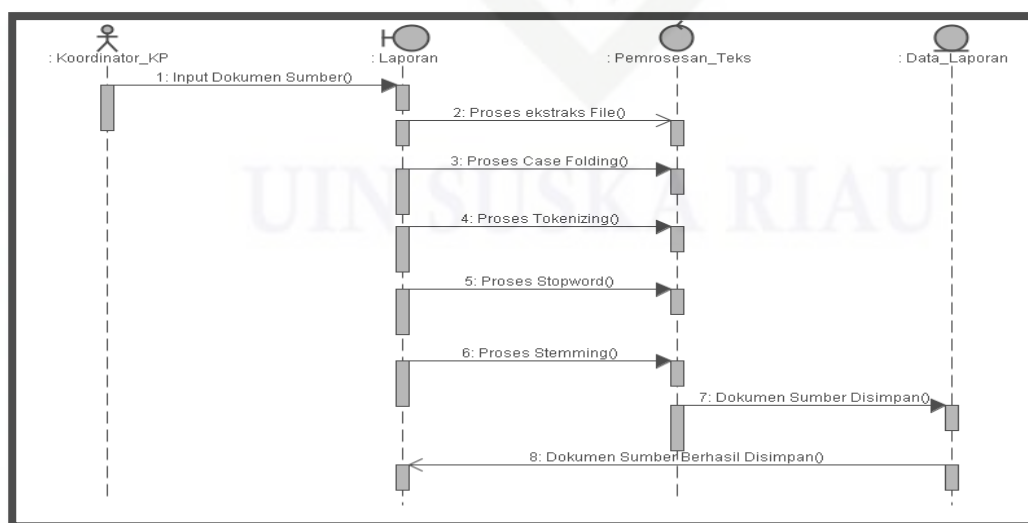 : Koordinator_KP
: Laporan
: Pemrosesan_Teks
: Data_Laporan
1: Input Dokumen Sumber()
2: Proses ekstraks File()
3: Proses Case Folding()
4: Proses Tokenizing()
5: Proses Stopword()
6: Proses Stemming()
7: Dokumen Sumber Disimpan()
8: Dokumen Sumber Berhasil Disimpan()
UIN SUSKA RIAU